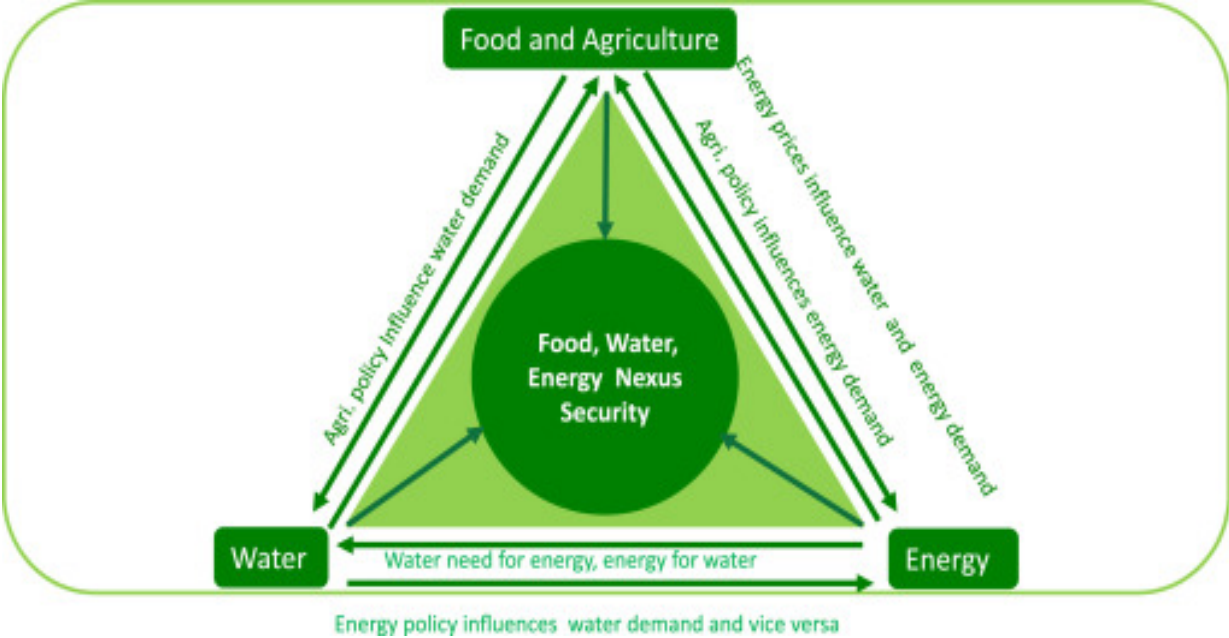 Food and Agriculture
Energy prices influence water and energy demand
Agri. policy influences energy demand
Agri. policy Influence water demand
Food, Water,
Energy Nexus
Security
Water
Water need for energy, energy for water
Energy
Energy policy influences water demand and vice versa